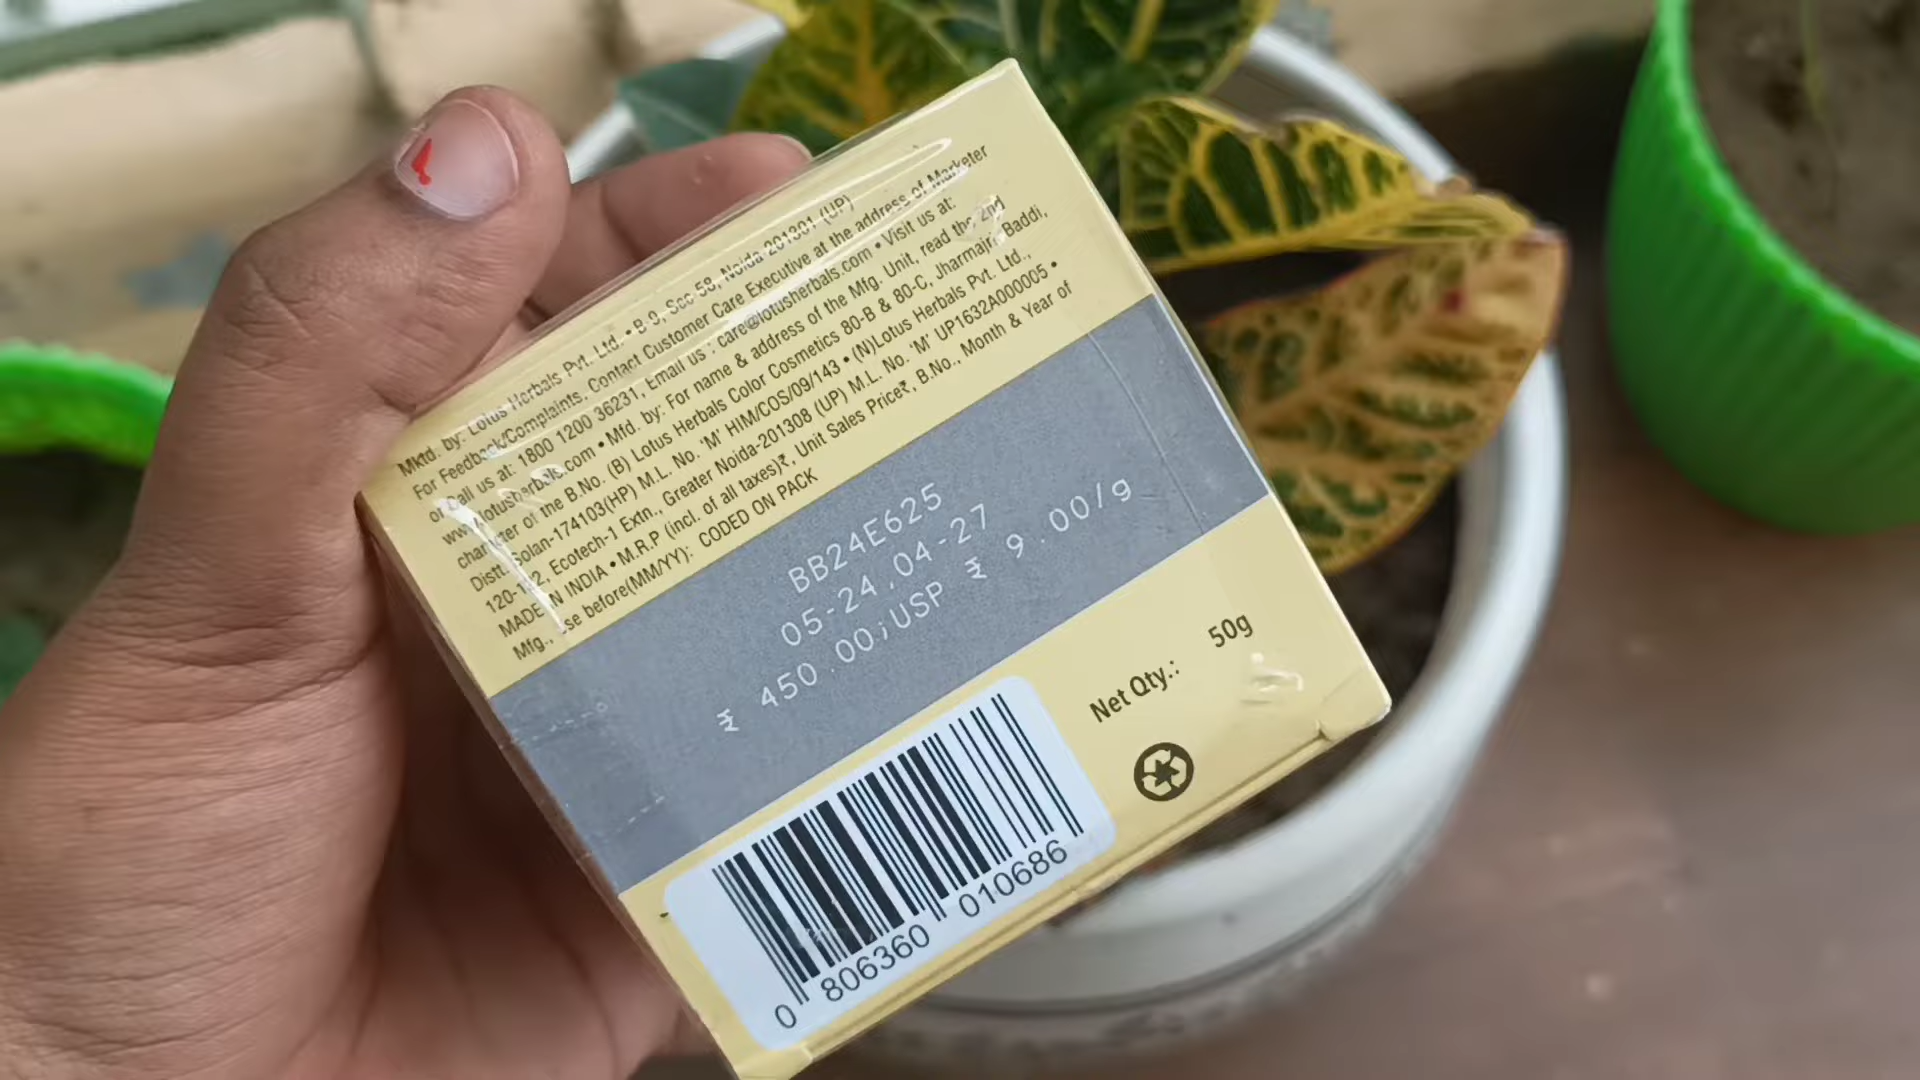 Mktd. by: Lotus Herbals Pvt. Ltd. • B-9, Sec-58, Noida-201301 (UP)
For Feedback/Complaints, Contact Customer Care Executive at the address of Marketer
or Call us at: 1800 1200 36231, Email us : care@lotusherbals.com • Visit us at:
www.lotusherbals.com • Mfd. by: For name & address of the Mfg. Unit, read the 2nd
character of the B.No. (B) Lotus Herbals Color Cosmetics 80-B & 80-C, Jharmajri, Baddi,
Distt. Solan-174103(HP) M.L. No. 'M' HIM/COS/09/143 • (N)Lotus Herbals Pvt. Ltd.,
Ecotech-1 Extn., Greater Noida-201308 (UP) M.L. No. 'M' UP1632A000005 •
MADE IN INDIA • M.R.P (incl. of all taxes)₹, Unit Sales Price₹, B.No., Month & Year of
Mfg., Use before(MM/YY): CODED ON PACK
BB24E625
05-24,04-27
₹ 450.00;USP ₹ 9.00/g
Net Qty.: 50g
0 806360 010686